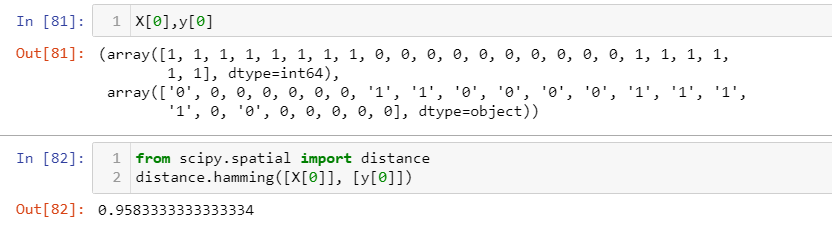 In [81]: 1 X[0],y[0]
Out[81]: (array([1, 1, 1, 1, 1, 1, 1, 1, 0, 0, 0, 0, 0, 0, 0, 0, 0, 0, 1, 1, 1, 1,
1, 1], dtype=int64),
array(['0', 0, 0, 0, 0, 0, 0, '1', '1', '0', '0', '0', '0', '1', '1', '1',
'1', 0, '0', 0, 0, 0, 0, 0], dtype=object))
In [82]: 1 from scipy.spatial import distance
2 distance.hamming([X[0]], [y[0]])
Out[82]: 0.9583333333333334